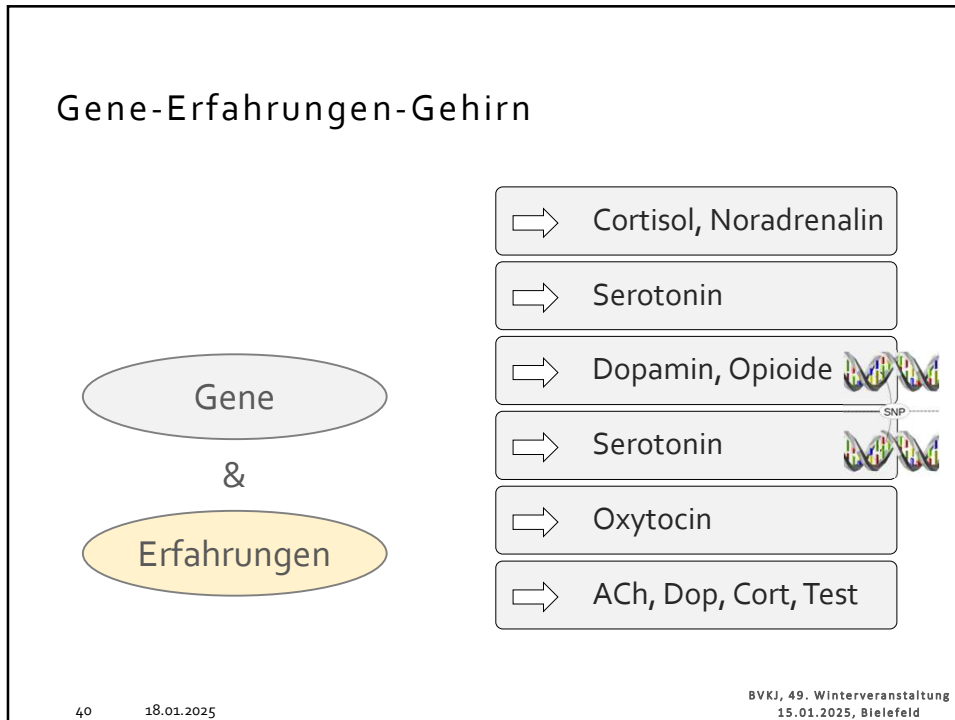 Gene-Erfahrungen-Gehirn
Cortisol, Noradrenalin
Serotonin
Dopamin, Opioide
SNP
Serotonin
Oxytocin
ACh, Dop, Cort, Test
Gene
&
Erfahrungen
40 18.01.2025
BVKJ, 49. Winterveranstaltung
15.01.2025, Bielefeld